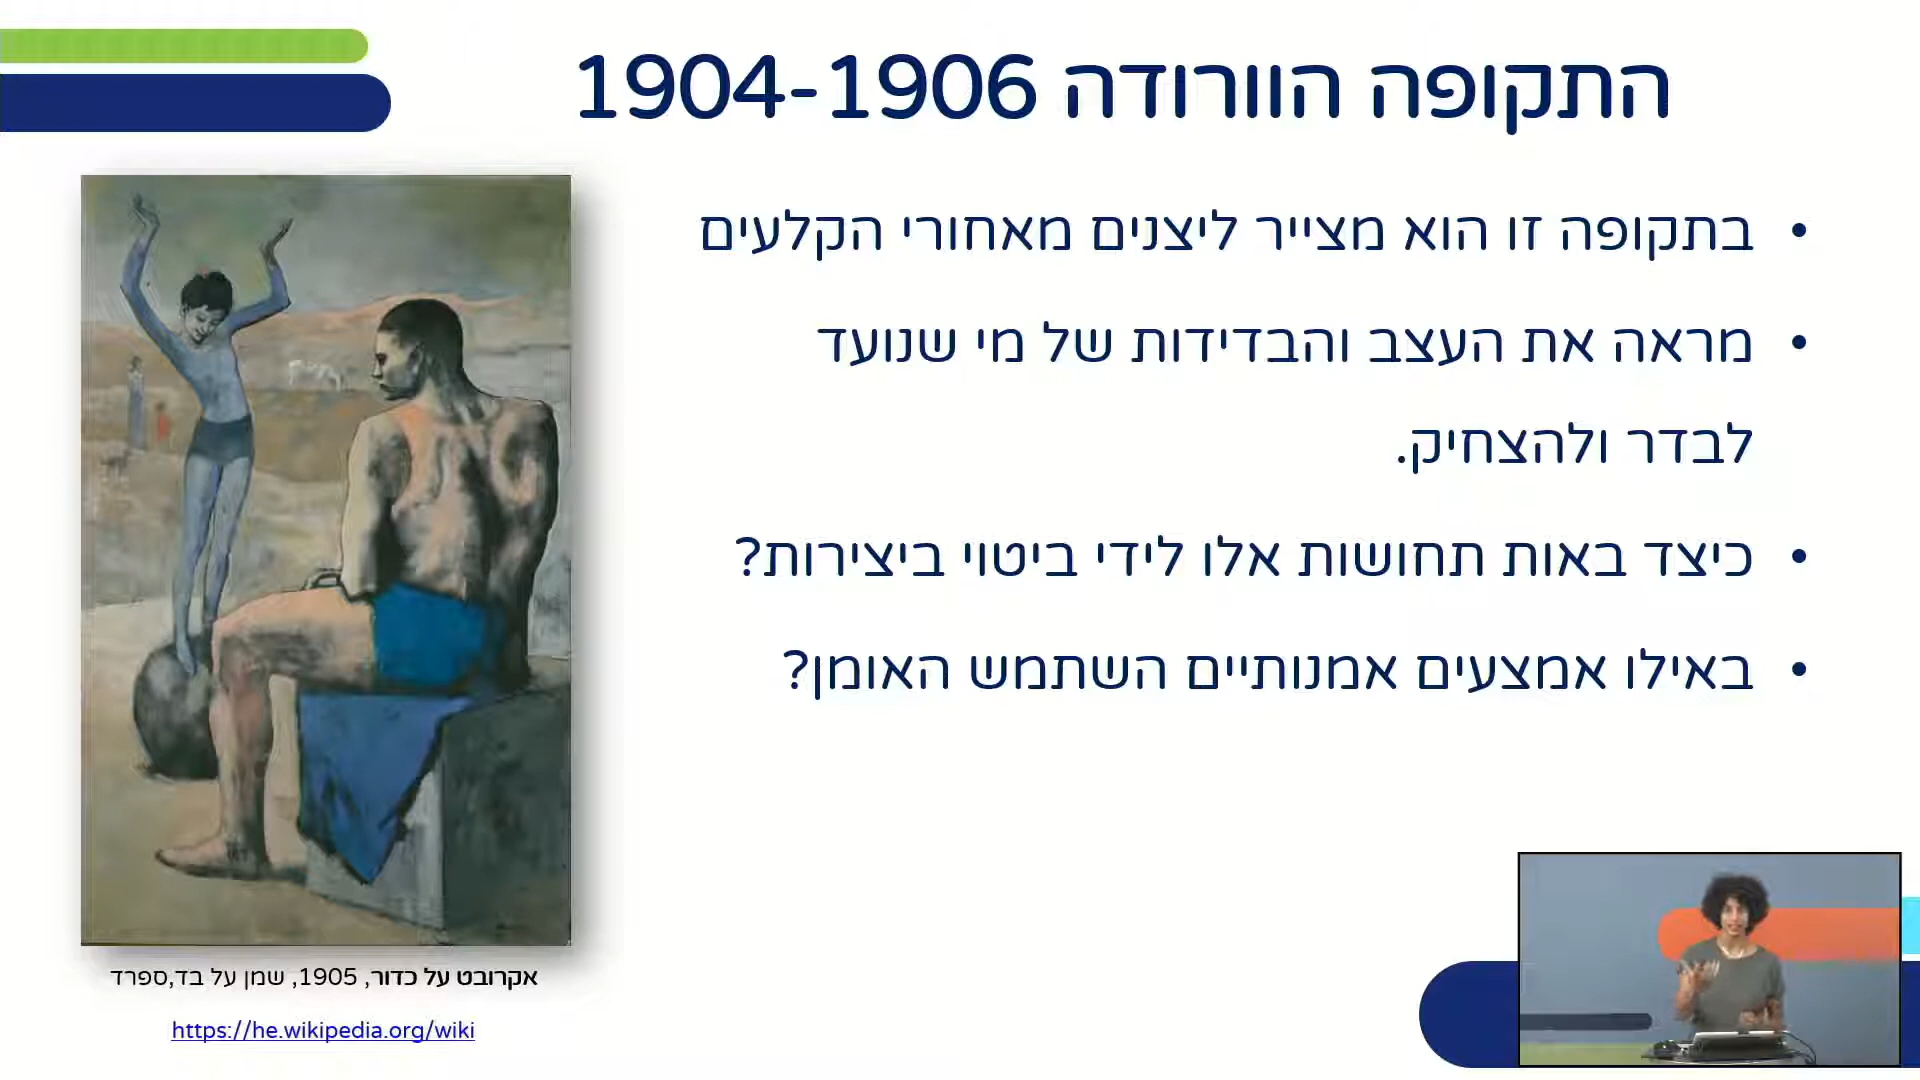 התקופה הוורודה 1904-1906
• בתקופה זו הוא מצייר ליצנים מאחורי הקלעים
• מראה את העצב והבדידות של מי שנועד
לבדר ולהצחיק.
• כיצד באות תחושות אלו לידי ביטוי ביצירות?
• באילו אמצעים אמנותיים השתמש האומן?
אקרובט על כדור, 1905, שמן על בד,ספרד
https://he.wikipedia.org/wiki